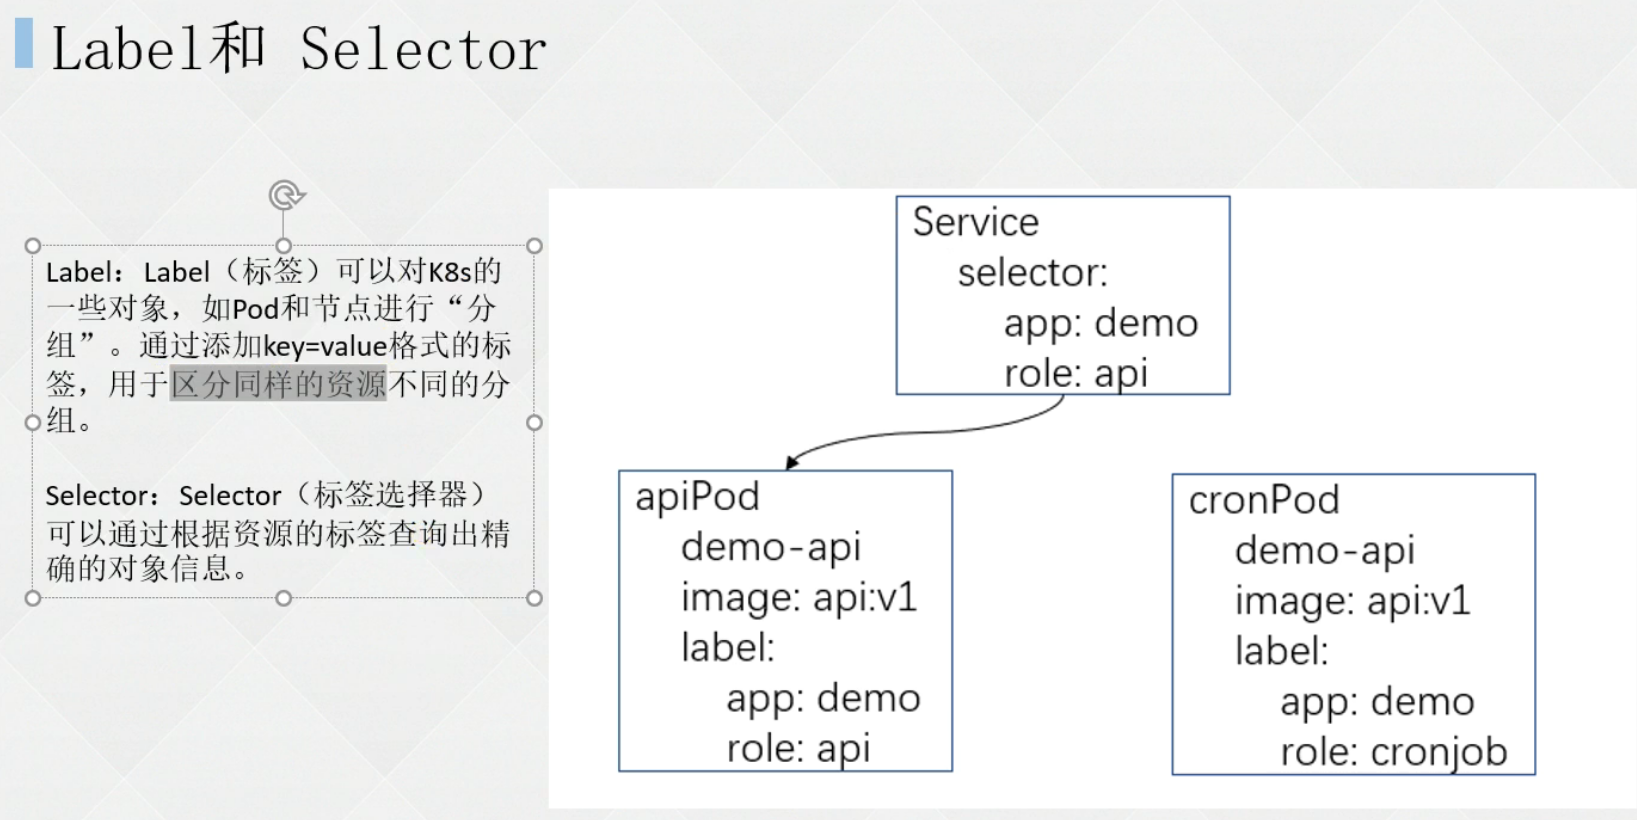 Label和 Selector
Label：Label（标签）可以对K8s的
一些对象，如Pod和节点进行“分
组”。通过添加key=value格式的标
签，用于区分同样的资源不同的分
组。
Selector：Selector（标签选择器）
可以通过根据资源的标签查询出精
确的对象信息。
Service
selector:
app: demo
role: api
apiPod
demo-api
image: api:v1
label:
app: demo
role: api
cronPod
demo-api
image: api:v1
label:
app: demo
role: cronjob